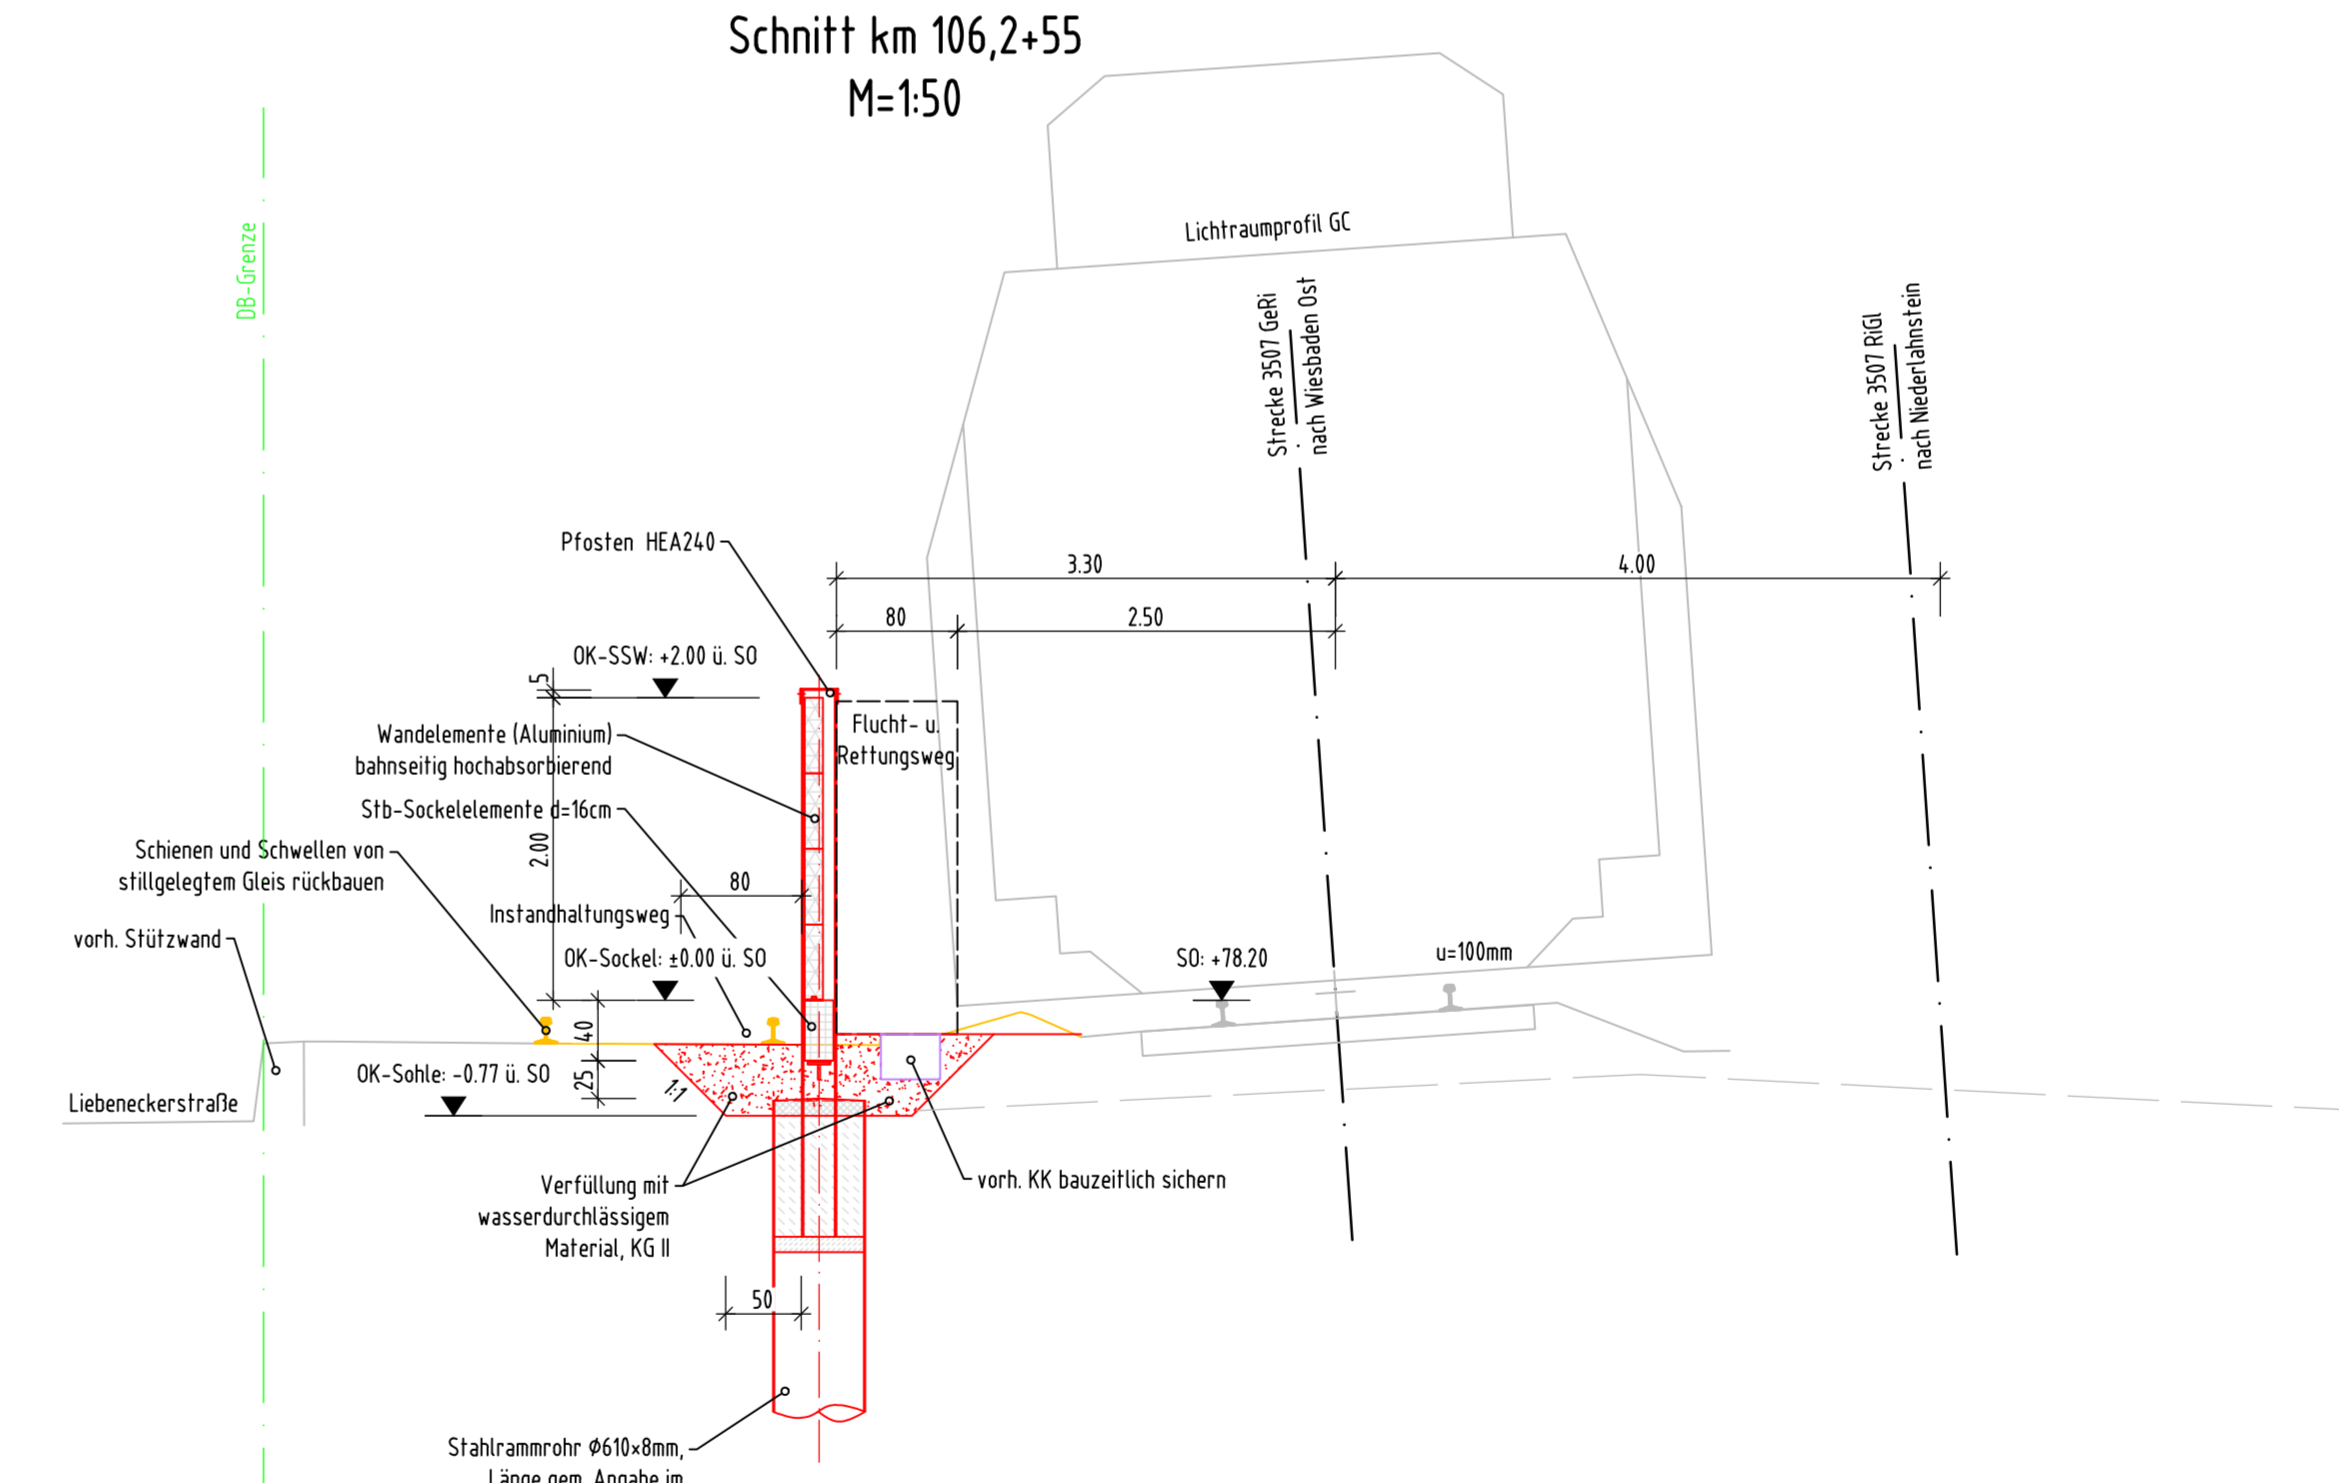 Schnitt km 106,2+55
M=1:50
DB-Grenze
Lichtraumprofil GC
Strecke 3507 GeRi
nach Wiesbaden Ost
Strecke 3507 RiGl
nach Niederlahnstein
Pfosten HEA240
3.30
4.00
80
2.50
OK-SSW: +2.00 ü. SO
5
Flucht- u.
Rettungsweg
Wandelemente (Aluminium)
bahnseitig hochabsorbierend
Stb-Sockelelemente d=16cm
2.00
Schienen und Schwellen von
stillgelegtem Gleis rückbauen
80
Instandhaltungsweg
vorh. Stützwand
OK-Sockel: ±0.00 ü. SO
SO: +78.20
u=100mm
40
25
OK-Sohle: -0.77 ü. SO
1:1
Liebeneckerstraße
Verfüllung mit
wasserdurchlässigem
Material, KG II
vorh. KK bauzeitlich sichern
50
Stahlrammrohr Ø610×8mm,
Länge gem. Angabe im